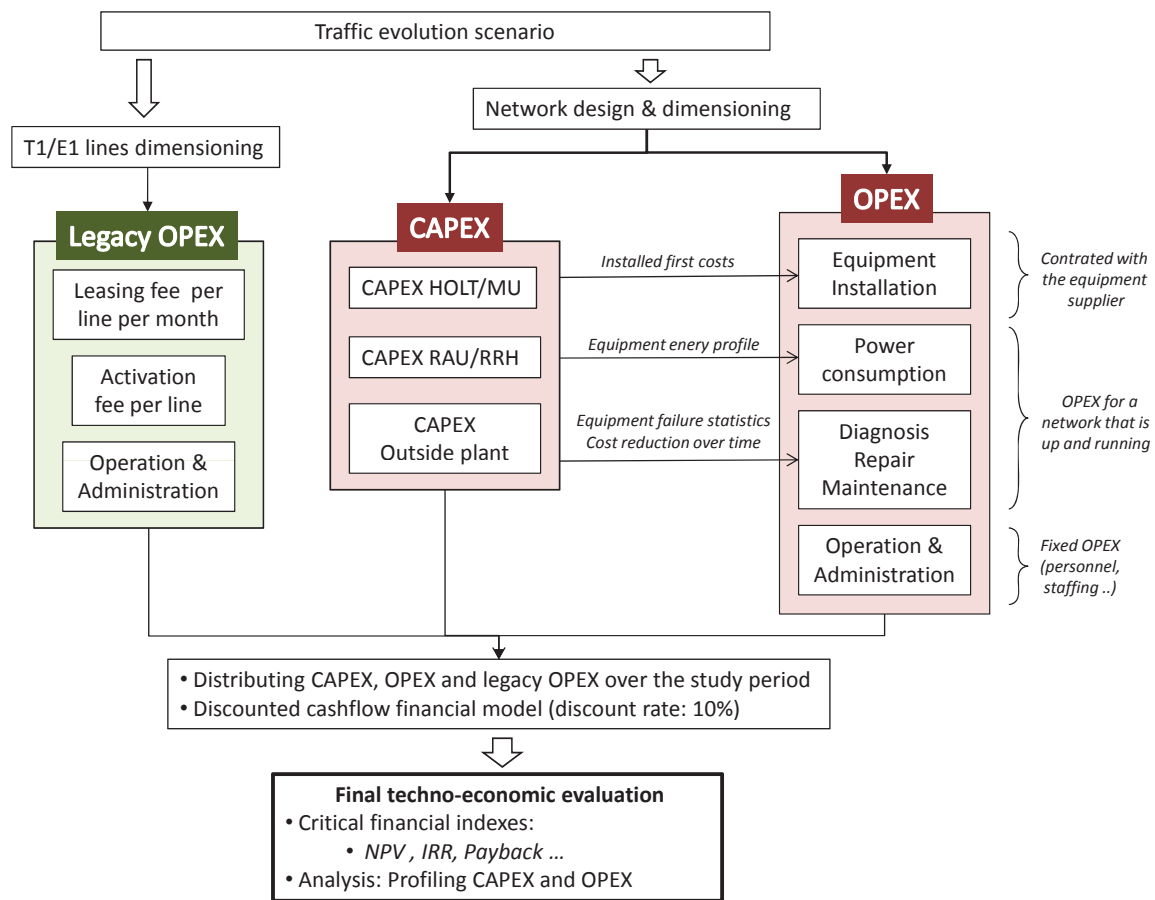 Traffic evolution scenario
Network design & dimensioning
T1/E1 lines dimensioning
Legacy OPEX
Leasing fee per
line per month
Activation
fee per line
Operation &
Administration
CAPEX
CAPEX HOLT/MU
CAPEX RAU/RRH
CAPEX
Outside plant
Installed first costs
Equipment enery profile
Equipment failure statistics
Cost reduction over time
OPEX
Equipment
Installation
Power
consumption
Diagnosis
Repair
Maintenance
Operation &
Administration
Contrated with
the equipment
supplier
OPEX for a
network that is
up and running
Fixed OPEX
(personnel,
staffing ..)
• Distributing CAPEX, OPEX and legacy OPEX over the study period
• Discounted cashflow financial model (discount rate: 10%)
Final techno-economic evaluation
• Critical financial indexes:
• NPV , IRR, Payback ...
• Analysis: Profiling CAPEX and OPEX